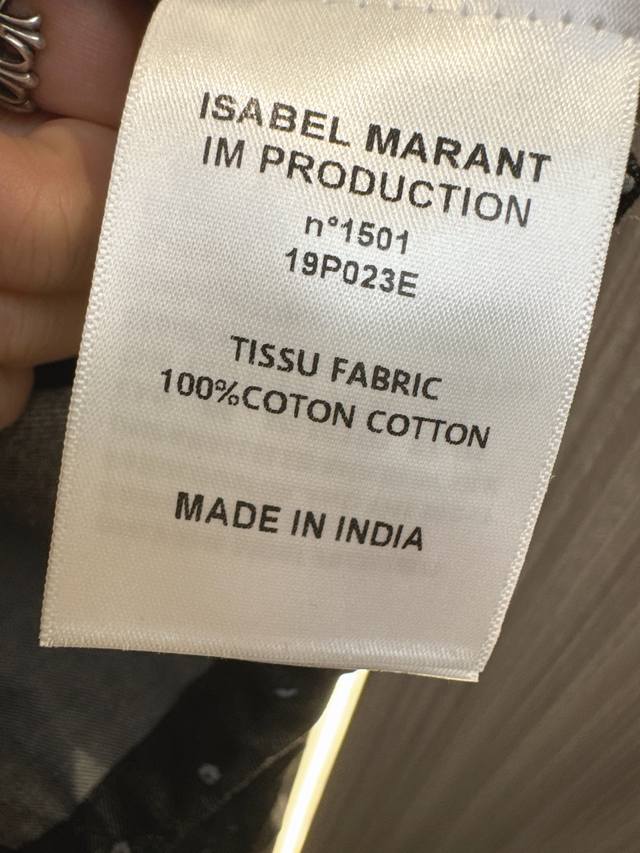 ISABEL MARANT
IM PRODUCTION
n°1501
19P023E
TISSU FABRIC
100%COTON COTTON
MADE IN INDIA